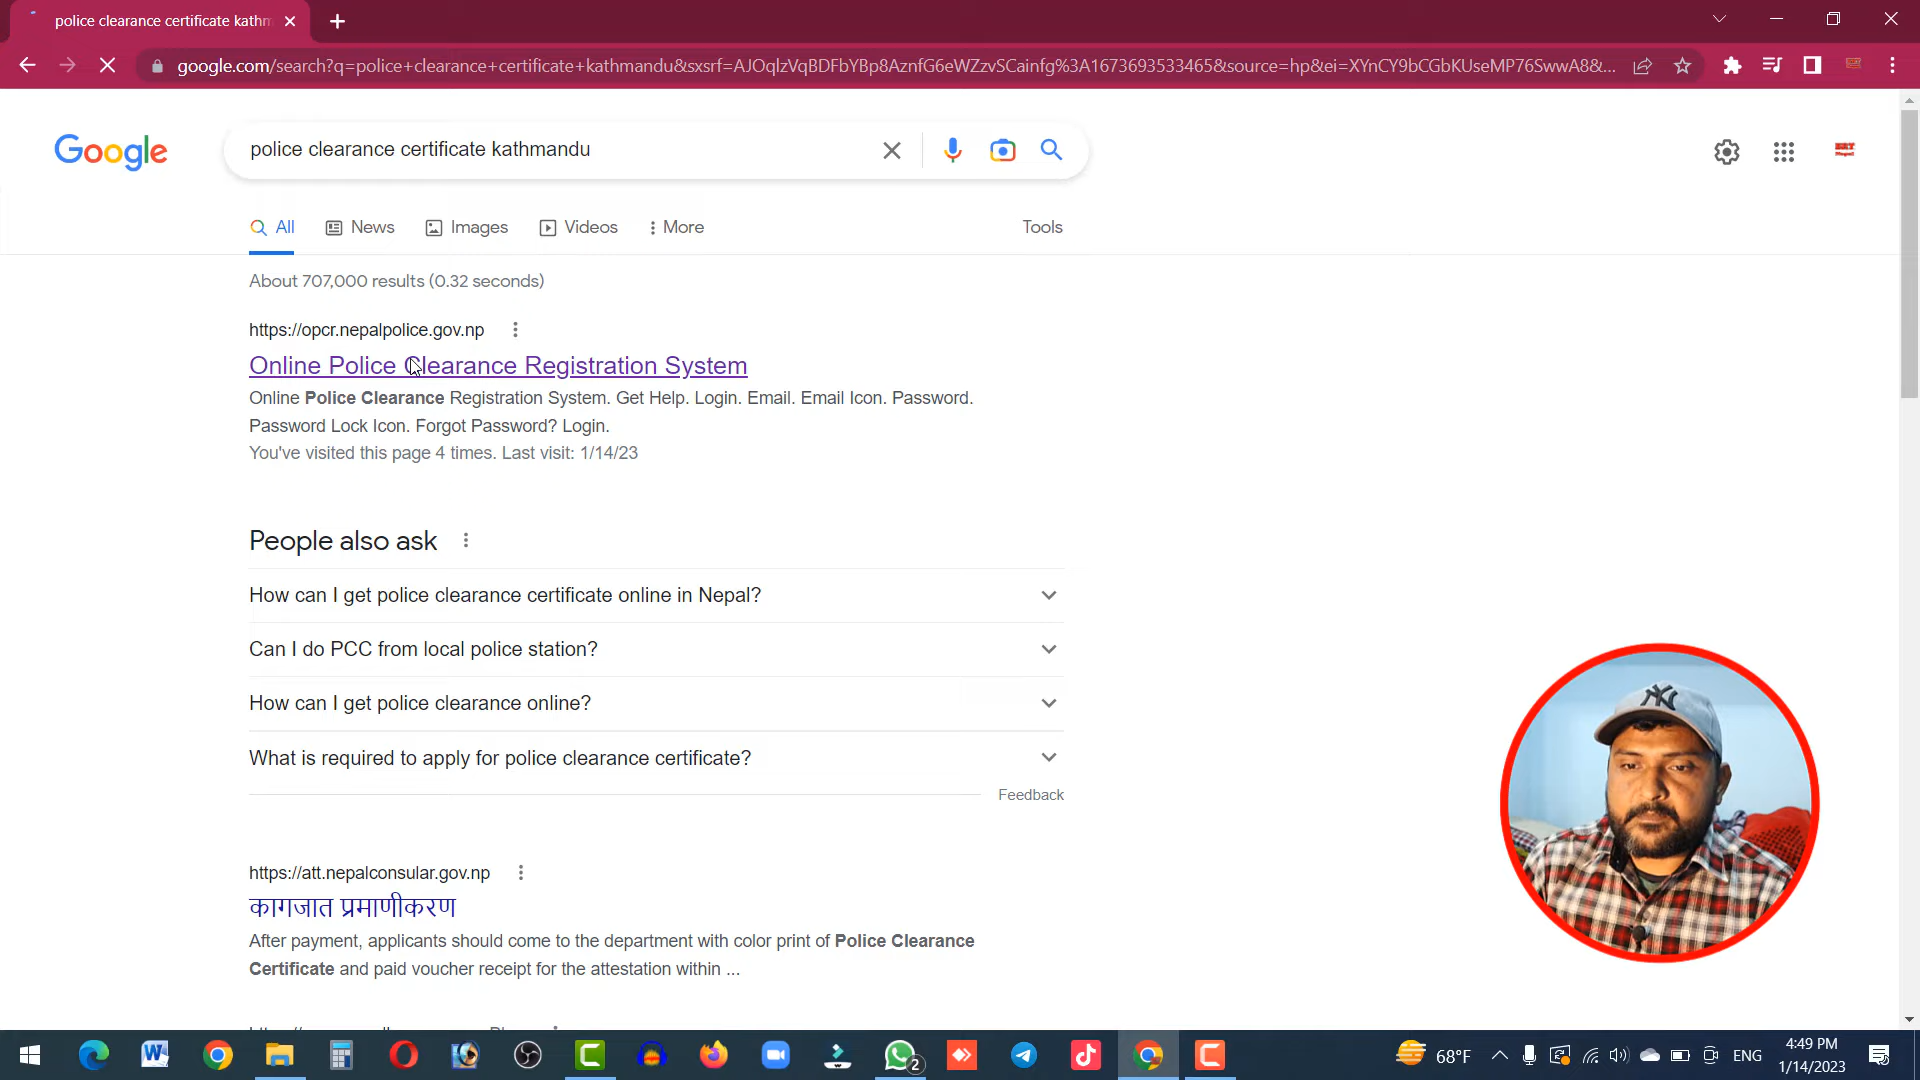 police clearance certificate kathm
google.com/search?q=police+clearance+certificate+kathmandu&sxsrf=AJOqlzVqBDFbYBp8AznfG6eWZzvSCainfg%3A1673693533465&source=hp&ei=XYnCY9bCGbKUseMP76SwwA8&...
Google
police clearance certificate kathmandu
All
News
Images
Videos
More
Tools
About 707,000 results (0.32 seconds)
https://opcr.nepalpolice.gov.np
Online Police Clearance Registration System
Online Police Clearance Registration System. Get Help. Login. Email. Email Icon. Password.
Password Lock Icon. Forgot Password? Login.
You've visited this page 4 times. Last visit: 1/14/23
People also ask
How can I get police clearance certificate online in Nepal?
Can I do PCC from local police station?
How can I get police clearance online?
What is required to apply for police clearance certificate?
Feedback
https://att.nepalconsular.gov.np
कागजात प्रमाणीकरण
After payment, applicants should come to the department with color print of Police Clearance
Certificate and paid voucher receipt for the attestation within ...
NY
2
68°F
ENG
4:49 PM
1/14/2023